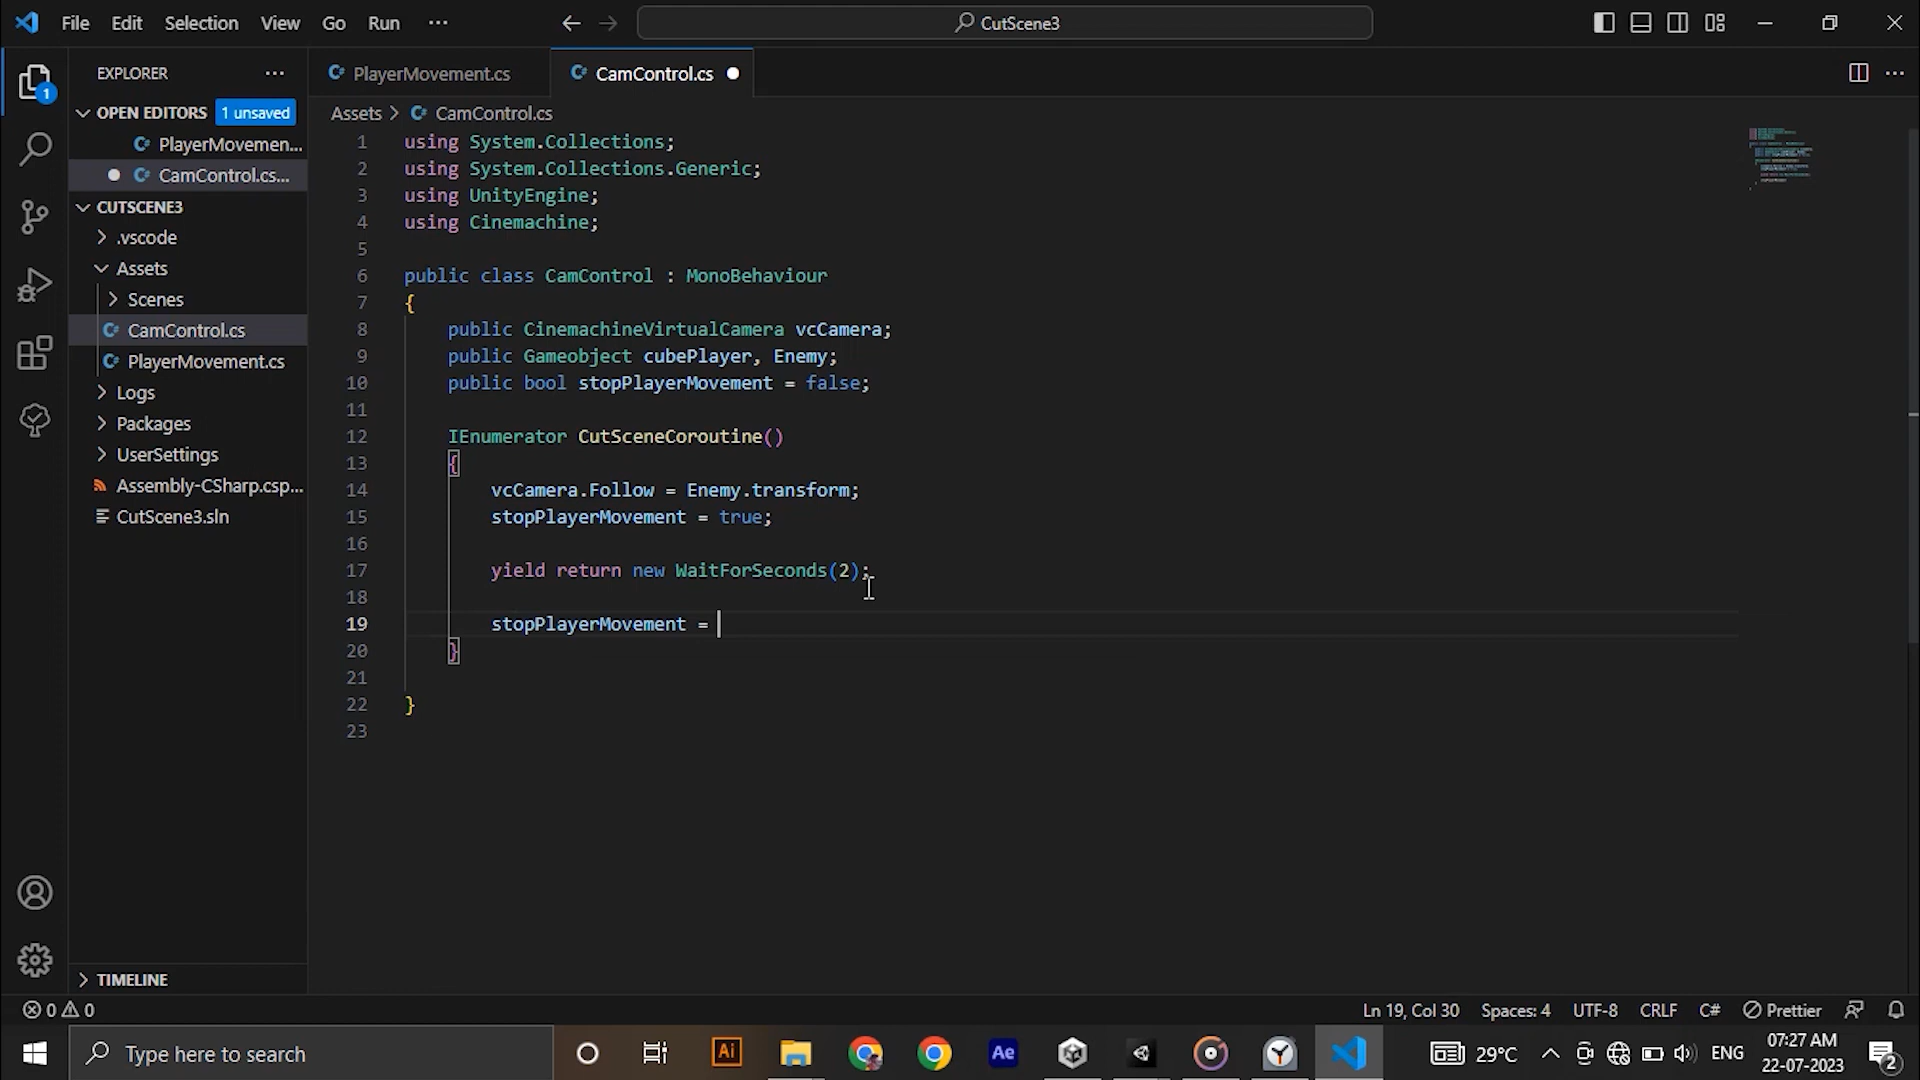 File Edit Selection View Go Run ··· CutScene3
EXPLORER ···
OPEN EDITORS 1 unsaved
PlayerMovemen...
CamControl.cs...
CUTSCENE3
.vscode
Assets
Scenes
CamControl.cs
PlayerMovement.cs
Logs
Packages
UserSettings
Assembly-CSharp.csp...
CutScene3.sln
TIMELINE
PlayerMovement.cs CamControl.cs
Assets > CamControl.cs
1 using System.Collections;
2 using System.Collections.Generic;
3 using UnityEngine;
4 using Cinemachine;
5
6 public class CamControl : MonoBehaviour
7 {
8 public CinemachineVirtualCamera vcCamera;
9 public Gameobject cubePlayer, Enemy;
10 public bool stopPlayerMovement = false;
11
12 IEnumerator CutSceneCoroutine()
13 {
14 vcCamera.Follow = Enemy.transform;
15 stopPlayerMovement = true;
16
17 yield return new WaitForSeconds(2);
18
19 stopPlayerMovement =
20 }
21
22 }
23
0 0 Ln 19, Col 30 Spaces: 4 UTF-8 CRLF C# Prettier
Type here to search Ai Ae 29°C ENG 07:27 AM
22-07-2023 2
1